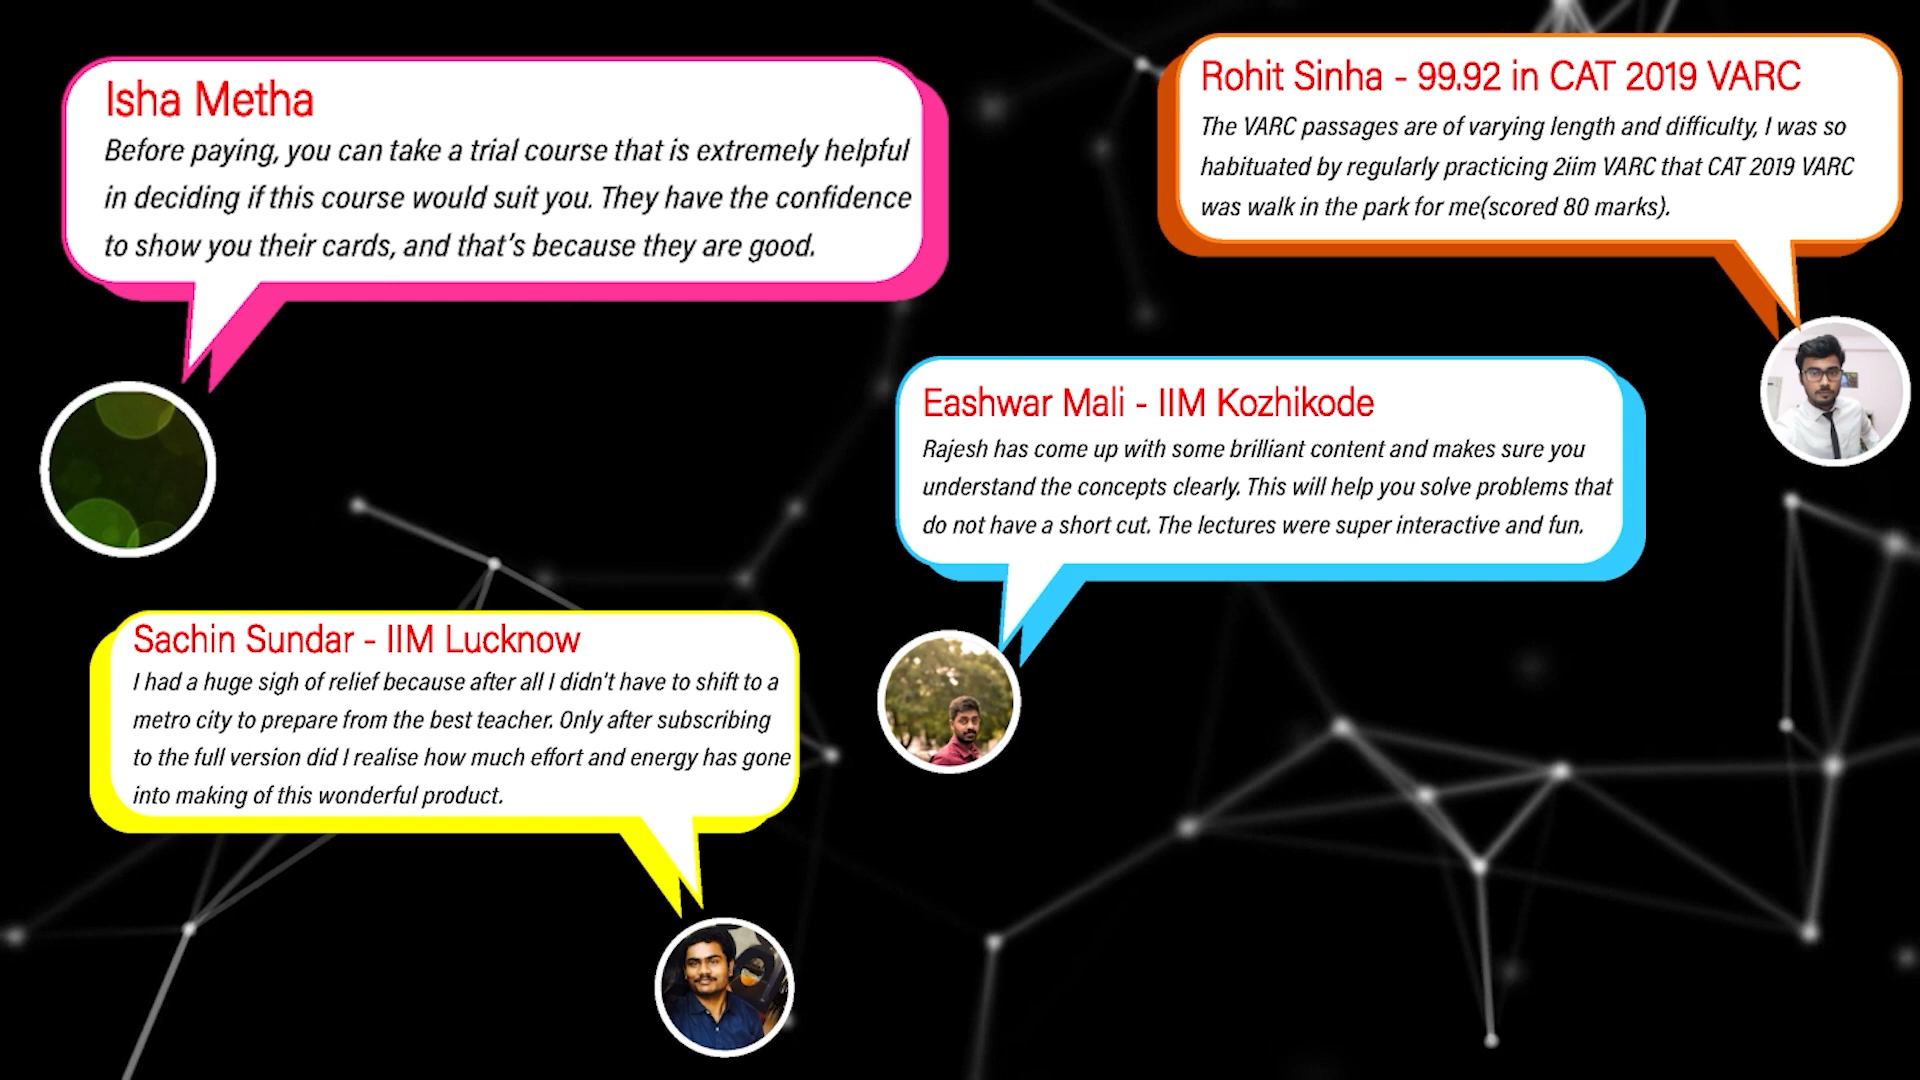 Isha Metha
Before paying, you can take a trial course that is extremely helpful
in deciding if this course would suit you. They have the confidence
to show you their cards, and that's because they are good.
Rohit Sinha - 99.92 in CAT 2019 VARC
The VARC passages are of varying length and difficulty, I was so
habituated by regularly practicing 2iim VARC that CAT 2019 VARC
was walk in the park for me(scored 80 marks).
Eashwar Mali - IIM Kozhikode
Rajesh has come up with some brilliant content and makes sure you
understand the concepts clearly. This will help you solve problems that
do not have a short cut. The lectures were super interactive and fun.
Sachin Sundar - IIM Lucknow
I had a huge sigh of relief because after all I didn't have to shift to a
metro city to prepare from the best teacher. Only after subscribing
to the full version did I realise how much effort and energy has gone
into making of this wonderful product.